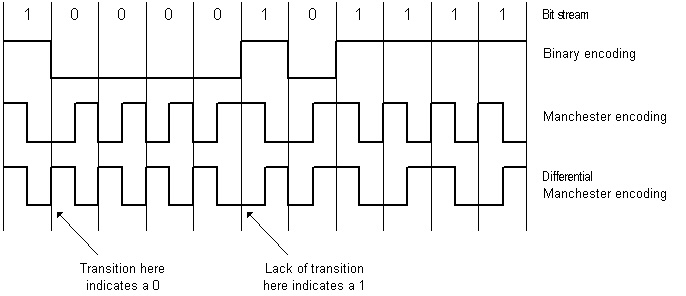 1 0 0 0 0 1 0 1 1 1 1 Bit stream
Binary encoding
Manchester encoding
Differential
Manchester encoding
Transition here
indicates a 0
Lack of transition
here indicates a 1